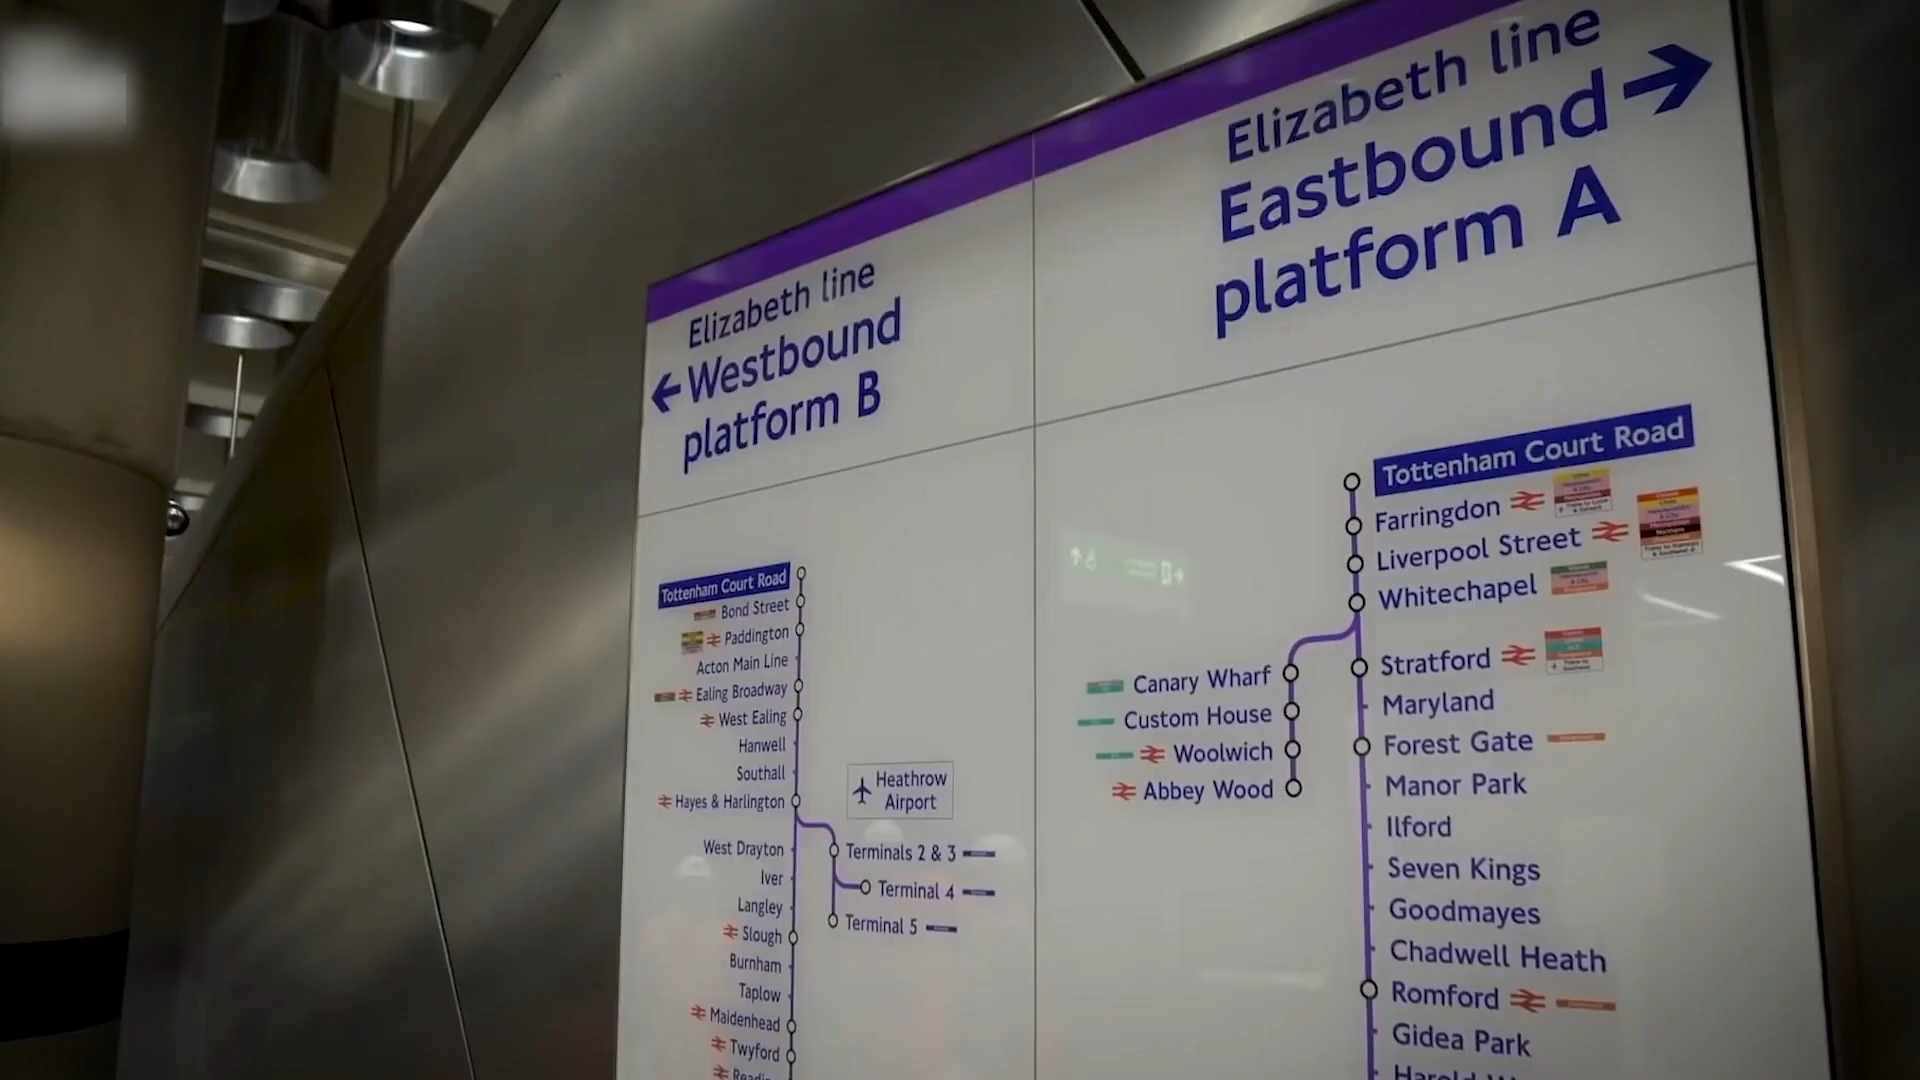 Elizabeth line
Westbound
platform B
Tottenham Court Road
Bond Street
Paddington
Acton Main Line
Ealing Broadway
West Ealing
Hanwell
Southall
Hayes & Harlington
West Drayton
Iver
Langley
Slough
Burnham
Taplow
Maidenhead
Twyford
Heathrow
Airport
Terminals 2 & 3
Terminal 4
Terminal 5
Elizabeth line
Eastbound
platform A
Tottenham Court Road
Farringdon
Liverpool Street
Whitechapel
Canary Wharf
Custom House
Woolwich
Abbey Wood
Stratford
Maryland
Forest Gate
Manor Park
Ilford
Seven Kings
Goodmayes
Chadwell Heath
Romford
Gidea Park